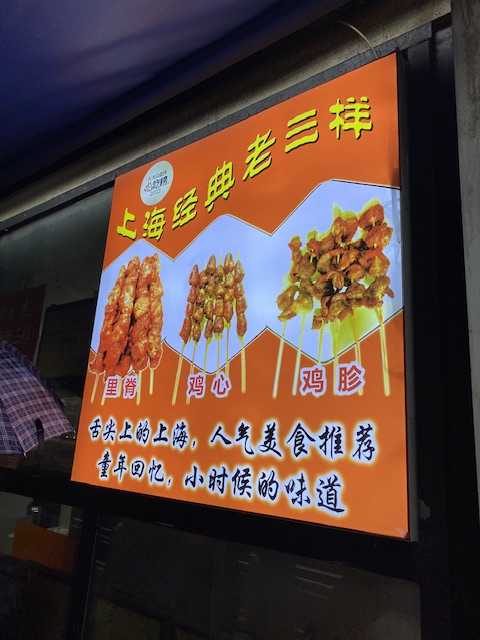 上海经典老三样
里脊 鸡心 鸡胗
舌尖上的上海，人气美食推荐
童年回忆，小时候的味道